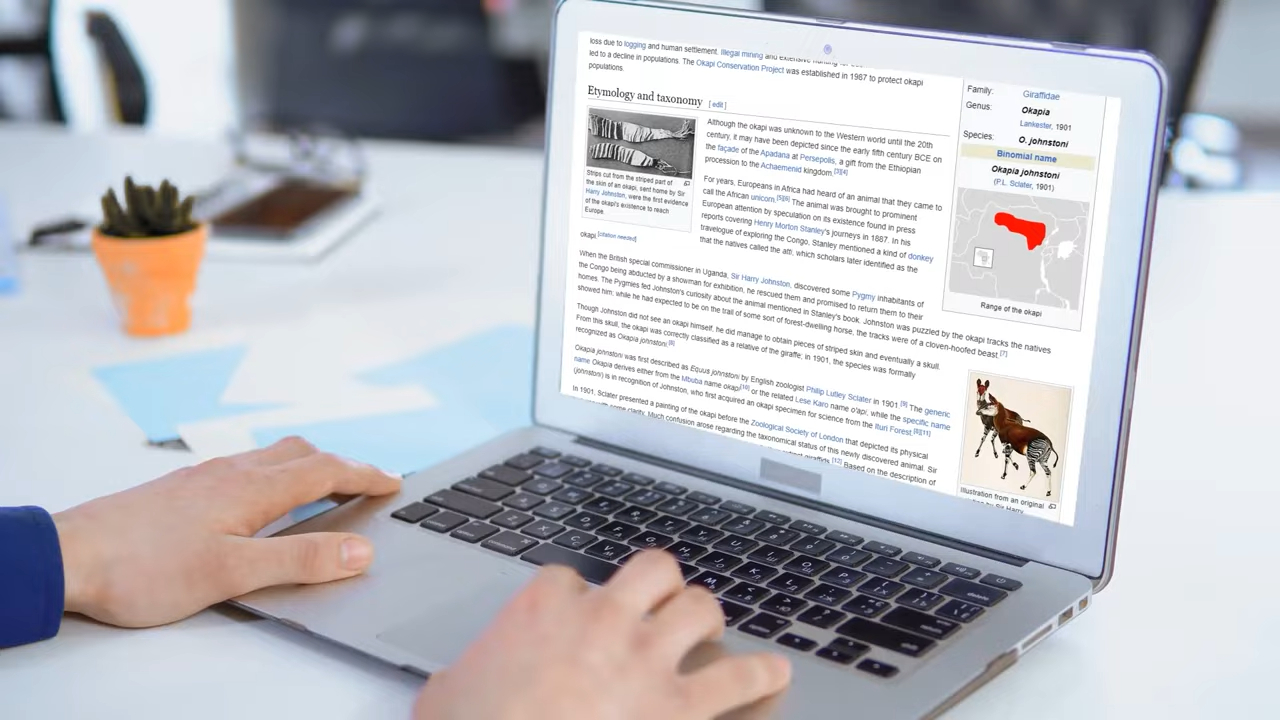 loss due to logging and human settlement. Illegal mining and extensive hunting for
led to a decline in populations. The Okapi Conservation Project was established in 1987 to protect okapi
populations.
Etymology and taxonomy [ edit ]
Strips cut from the striped part of
the skin of an okapi, sent home by Sir
Harry Johnston, were the first evidence
of the okapi's existence to reach
Europe.
Although the okapi was unknown to the Western world until the 20th
century, it may have been depicted since the early fifth century BCE on
the façade of the Apadana at Persepolis, a gift from the Ethiopian
procession to the Achaemenid kingdom.[3][4]
For years, Europeans in Africa had heard of an animal that they came to
call the African unicorn.[5][6] The animal was brought to prominent
European attention by speculation on its existence found in press
reports covering Henry Morton Stanley's journeys in 1887. In his
travelogue of exploring the Congo, Stanley mentioned a kind of donkey
that the natives called the atti, which scholars later identified as the
okapi.[citation needed]
When the British special commissioner in Uganda, Sir Harry Johnston, discovered some Pygmy inhabitants of
the Congo being abducted by a showman for exhibition, he rescued them and promised to return them to their
homes. The Pygmies fed Johnston's curiosity about the animal mentioned in Stanley's book. Johnston was puzzled by the okapi tracks the natives
showed him; while he had expected to be on the trail of some sort of forest-dwelling horse, the tracks were of a cloven-hoofed beast.[7]
Though Johnston did not see an okapi himself, he did manage to obtain pieces of striped skin and eventually a skull.
From this skull, the okapi was correctly classified as a relative of the giraffe; in 1901, the species was formally
recognized as Okapia johnstoni.[8]
Okapia johnstoni was first described as Equus johnstoni by English zoologist Philip Lutley Sclater in 1901.[9] The generic
name Okapia derives either from the Mbuba name okapi[10] or the related Lese Karo name o'api, while the specific name
(johnstoni) is in recognition of Johnston, who first acquired an okapi specimen for science from the Ituri Forest.[8][11]
In 1901, Sclater presented a painting of the okapi before the Zoological Society of London that depicted its physical
some clarity. Much confusion arose regarding the taxonomical status of this newly discovered animal. Sir
giraffids.[12] Based on the description of
Family: Giraffidae
Genus: Okapia
Lankester, 1901
Species: O. johnstoni
Binomial name
Okapia johnstoni
(P.L. Sclater, 1901)
Range of the okapi
Illustration from an original
by Sir Harry